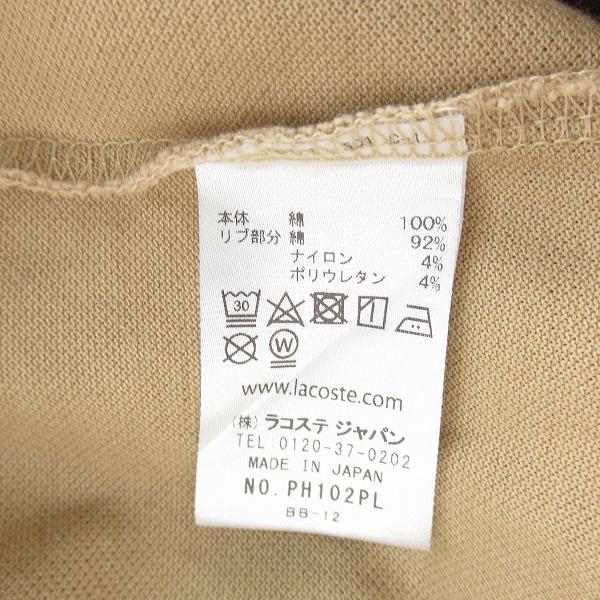 本体 綿 100%
リブ部分 綿 92%
ナイロン 4%
ポリウレタン 4%
30
W
www.lacoste.com
(株) ラコステ ジャパン
TEL:0120-37-0202
MADE IN JAPAN
NO. PH102PL
BB-12